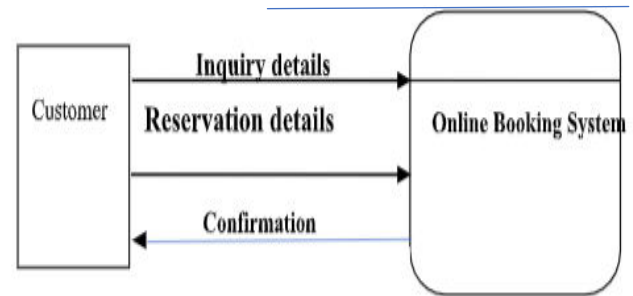 Inquiry details
Customer
Reservation details
Online Booking System
Confirmation